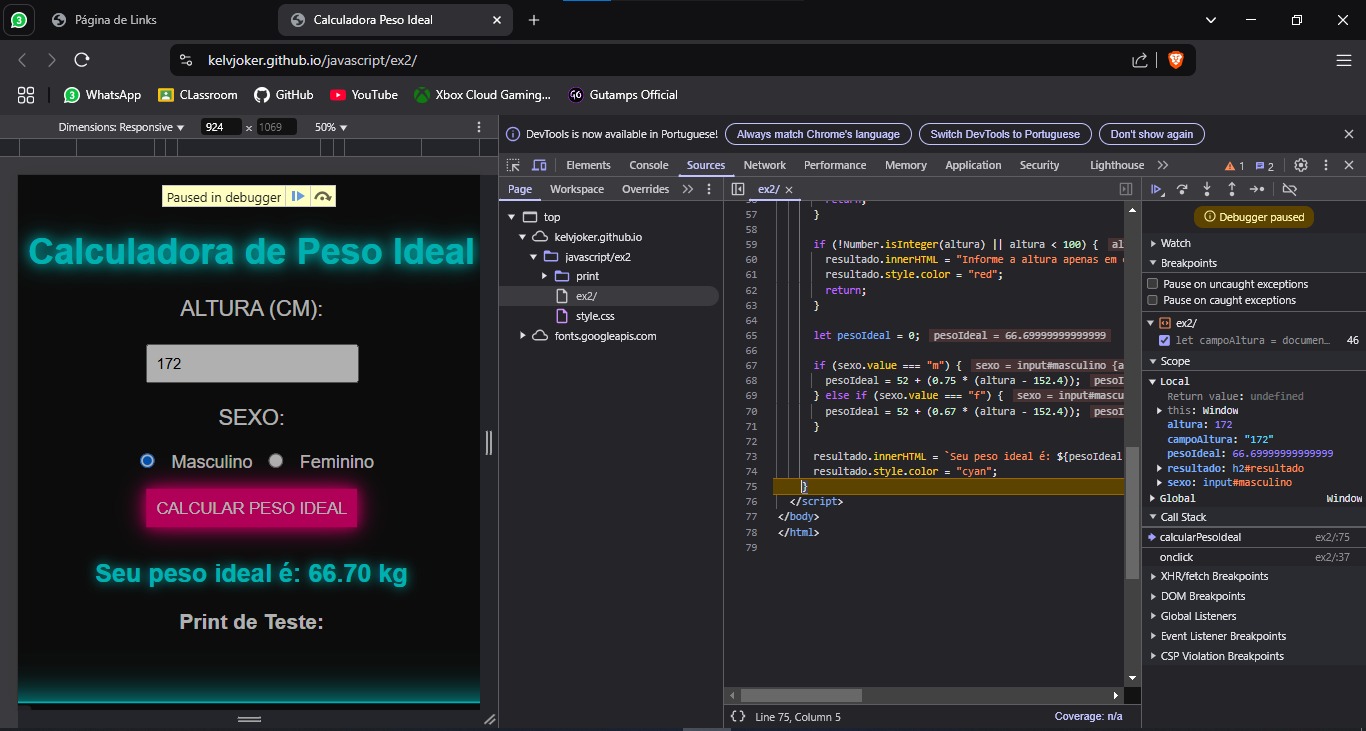 3
Página de Links
Calculadora Peso Ideal
kelvjoker.github.io/javascript/ex2/
WhatsApp
CLassroom
GitHub
YouTube
Xbox Cloud Gaming...
GO
Gutamps Official
Dimensions: Responsive
924
×
1069
50%
Paused in debugger
Calculadora de Peso Ideal
ALTURA (CM):
172
SEXO:
Masculino
Feminino
CALCULAR PESO IDEAL
Seu peso ideal é: 66.70 kg
Print de Teste:
DevTools is now available in Portuguese!
Always match Chrome's language
Switch DevTools to Portuguese
Don't show again
Elements
Console
Sources
Network
Performance
Memory
Application
Security
Lighthouse
1
2
Page
Workspace
Overrides
top
kelvjoker.github.io
javascript/ex2
print
ex2/
style.css
fonts.googleapis.com
ex2/
56 return;
57 }
58
59 if (!Number.isInteger(altura) || altura < 100) { al
60 resultado.innerHTML = "Informe a altura apenas em
61 resultado.style.color = "red";
62 return;
63 }
64
65 let pesoIdeal = 0; pesoIdeal = 66.69999999999999
66
67 if (sexo.value === "m") { sexo = input#masculino {a
68 pesoIdeal = 52 + (0.75 * (altura - 152.4)); pesoI
69 } else if (sexo.value === "f") { sexo = input#mascu
70 pesoIdeal = 52 + (0.67 * (altura - 152.4)); pesoI
71 }
72
73 resultado.innerHTML = `Seu peso ideal é: ${pesoIdeal
74 resultado.style.color = "cyan";
75 }
76 </script>
77 </body>
78 </html>
79
{} Line 75, Column 5
Coverage: n/a
Debugger paused
Watch
Breakpoints
Pause on uncaught exceptions
Pause on caught exceptions
ex2/
let campoAltura = documen… 46
Scope
Local
Return value: undefined
this: Window
altura: 172
campoAltura: "172"
pesoIdeal: 66.69999999999999
resultado: h2#resultado
sexo: input#masculino
Global Window
Call Stack
calcularPesoIdeal ex2/:75
onclick ex2/:37
XHR/fetch Breakpoints
DOM Breakpoints
Global Listeners
Event Listener Breakpoints
CSP Violation Breakpoints